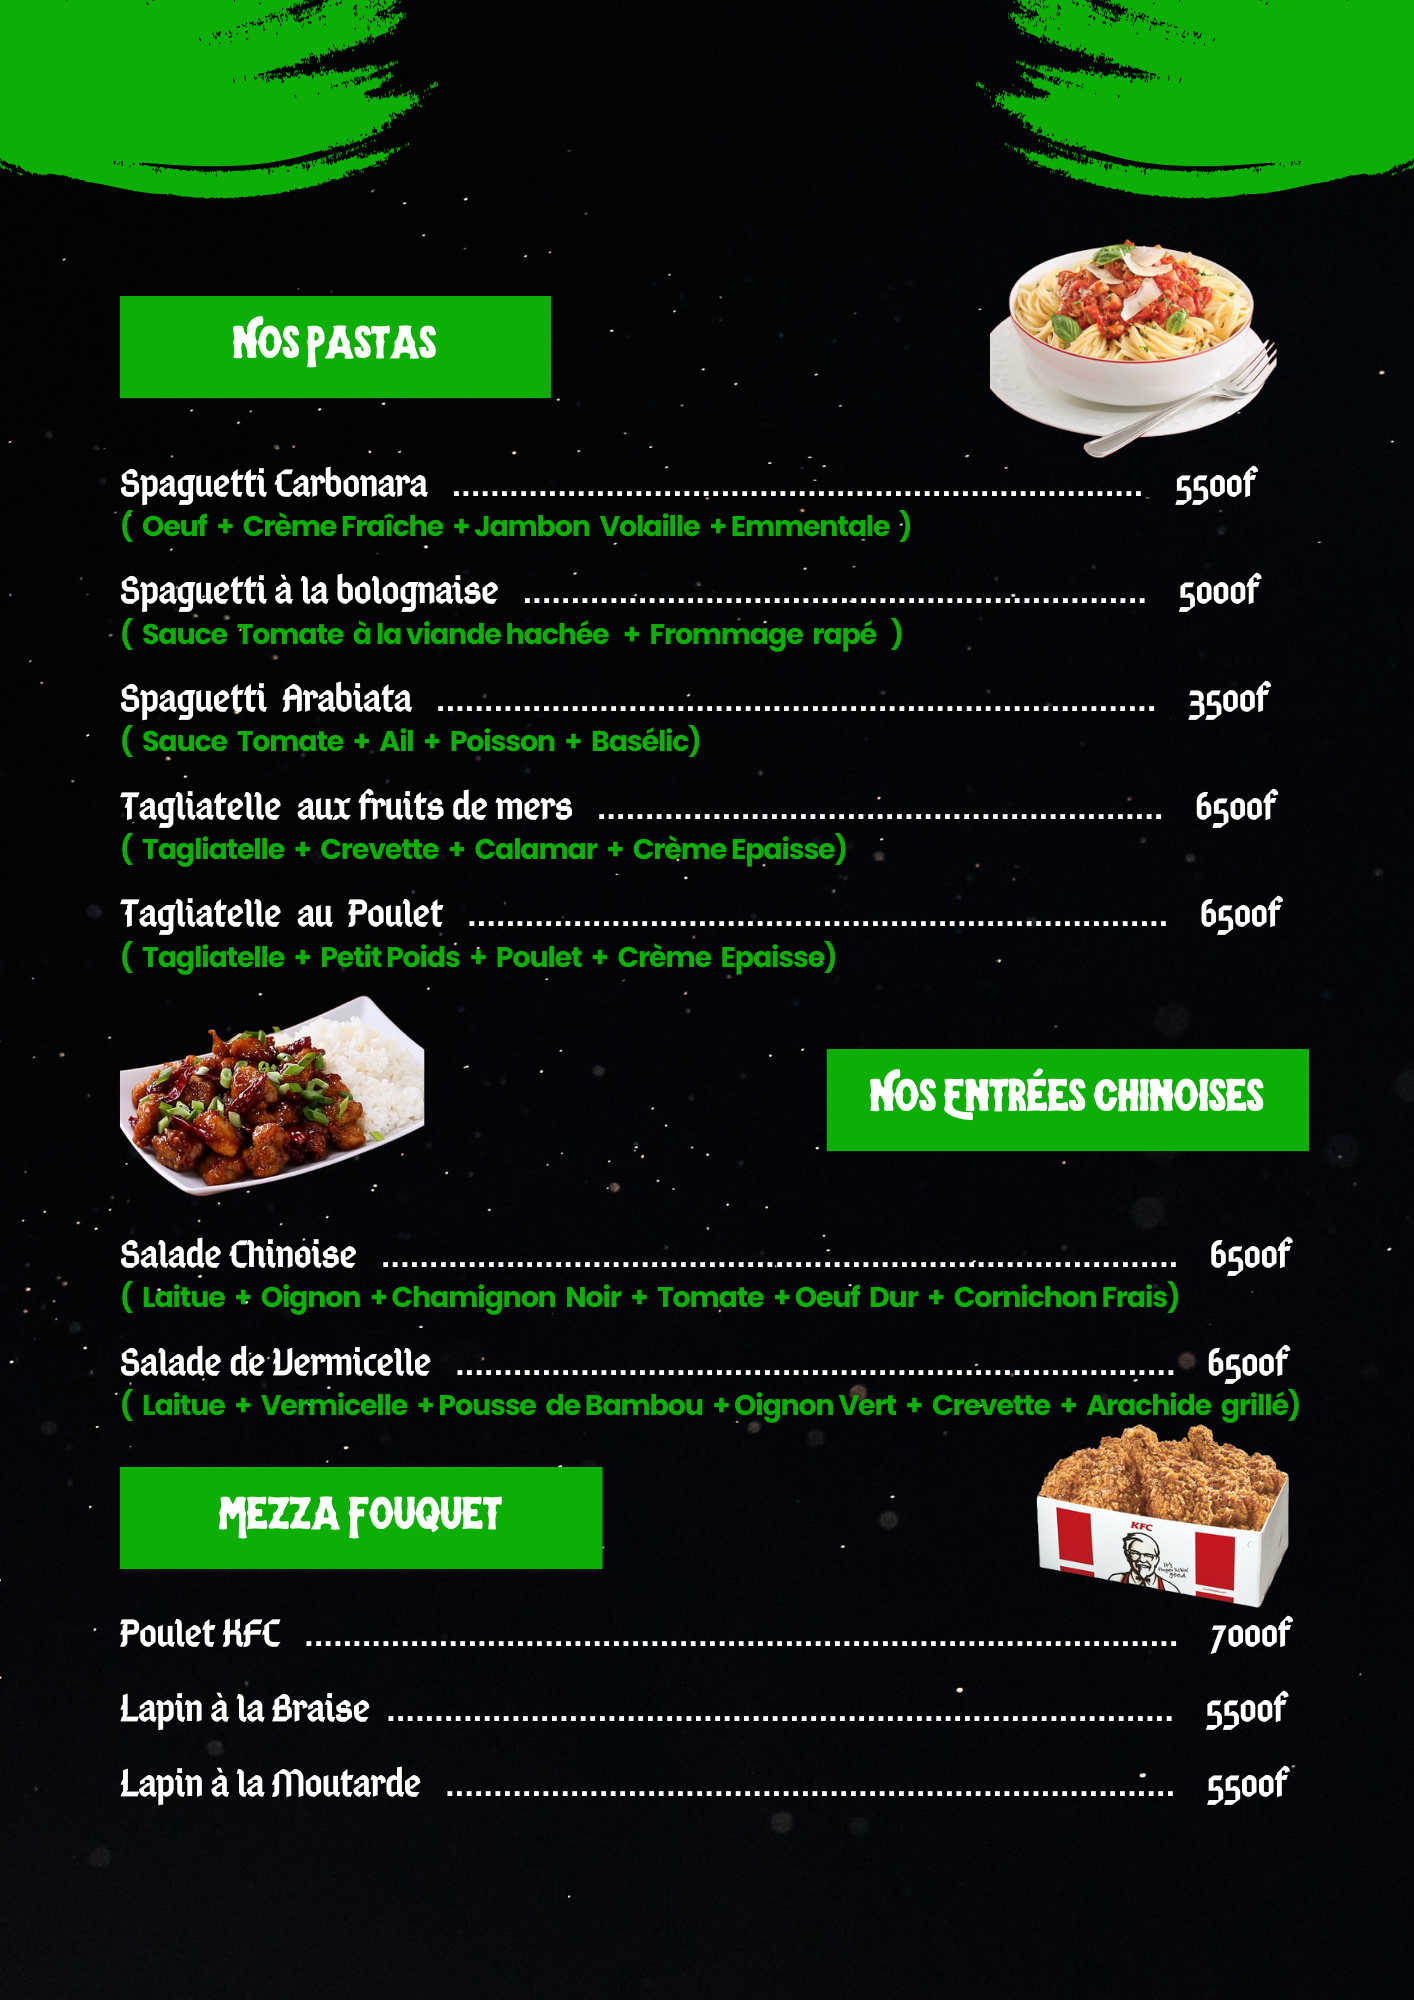 Nos pastas
Spaguetti Carbonara ........................................................................ 5500f
( Oeuf + Crème Fraîche + Jambon Volaille + Emmentale )
Spaguetti à la bolognaise ................................................................. 5000f
( Sauce Tomate à la viande hachée + Frommage rapé )
Spaguetti Arabiata ........................................................................... 3500f
( Sauce Tomate + Ail + Poisson + Basélic)
Tagliatelle aux fruits de mers ........................................................... 6500f
( Tagliatelle + Crevette + Calamar + Crème Epaisse)
Tagliatelle au Poulet ......................................................................... 6500f
( Tagliatelle + Petit Poids + Poulet + Crème Epaisse)
Nos Entrées chinoises
Salade Chinoise ................................................................................... 6500f
( Laitue + Oignon + Chamignon Noir + Tomate + Oeuf Dur + Cornichon Frais)
Salade de Vermicelle ........................................................................... 6500f
( Laitue + Vermicelle + Pousse de Bambou + Oignon Vert + Crevette + Arachide grillé)
Mezza Fouquet
KFC
It's
finger lickin'
good
Poulet KFC ........................................................................................... 7000f
Lapin à la Braise .................................................................................. 5500f
Lapin à la Moutarde ............................................................................ 5500f